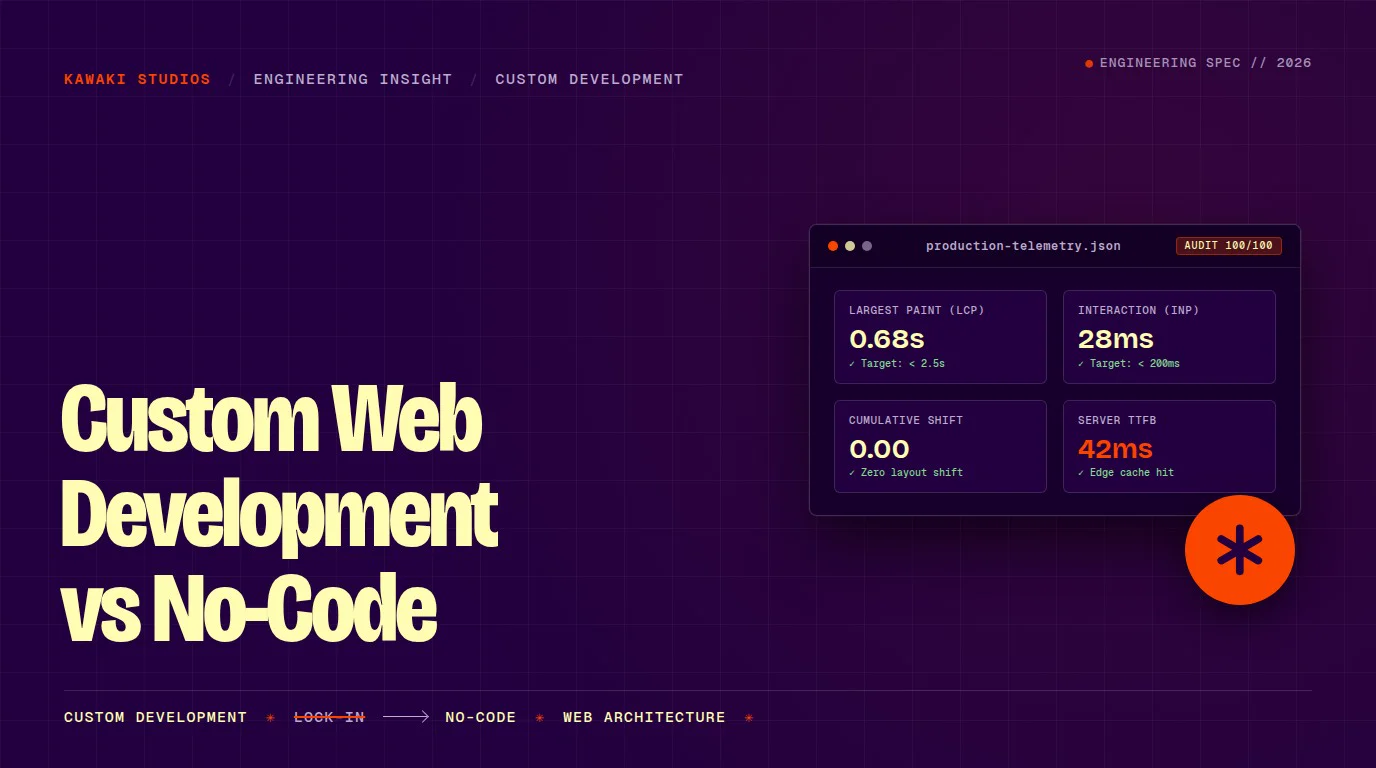 KAWAKI STUDIOS / ENGINEERING INSIGHT / CUSTOM DEVELOPMENT
ENGINEERING SPEC // 2026
production-telemetry.json
AUDIT 100/100
LARGEST PAINT (LCP)
0.68s
✓ Target: < 2.5s
INTERACTION (INP)
28ms
✓ Target: < 200ms
CUMULATIVE SHIFT
0.00
✓ Zero layout shift
SERVER TTFB
42ms
✓ Edge cache hit
Custom Web
Development
vs No-Code
CUSTOM DEVELOPMENT ✳ LOCK-IN → NO-CODE ✳ WEB ARCHITECTURE ✳